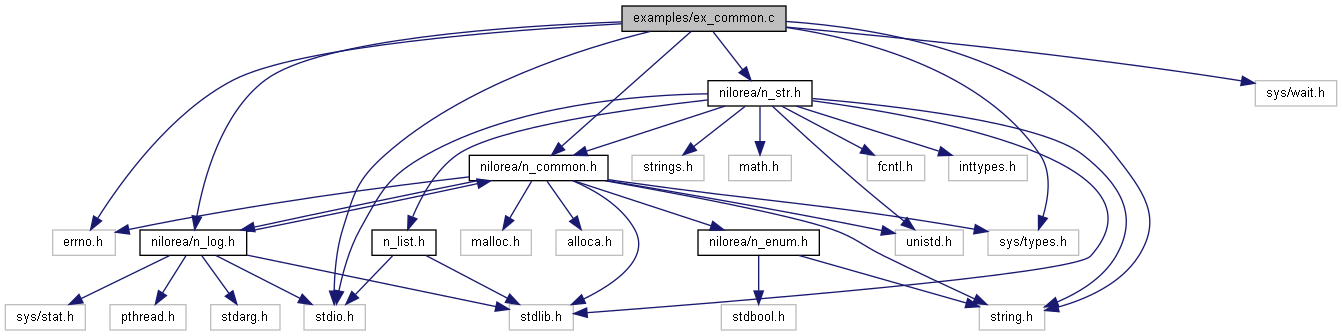 examples/ex_common.c
nilorea/n_str.h
sys/wait.h
nilorea/n_common.h
strings.h
math.h
fcntl.h
inttypes.h
errno.h
nilorea/n_log.h
n_list.h
malloc.h
alloca.h
nilorea/n_enum.h
unistd.h
sys/types.h
sys/stat.h
pthread.h
stdarg.h
stdio.h
stdlib.h
stdbool.h
string.h